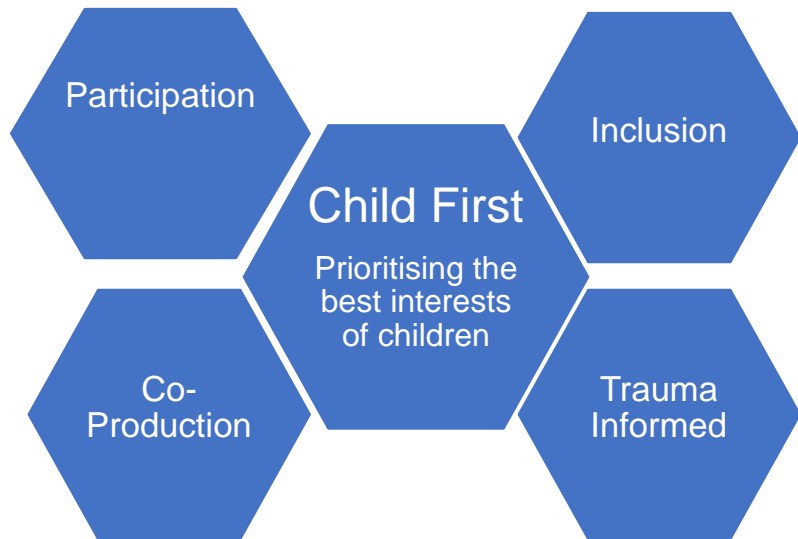 Participation
Inclusion
Child First
Prioritising the
best interests
of children
Co-
Production
Trauma
Informed